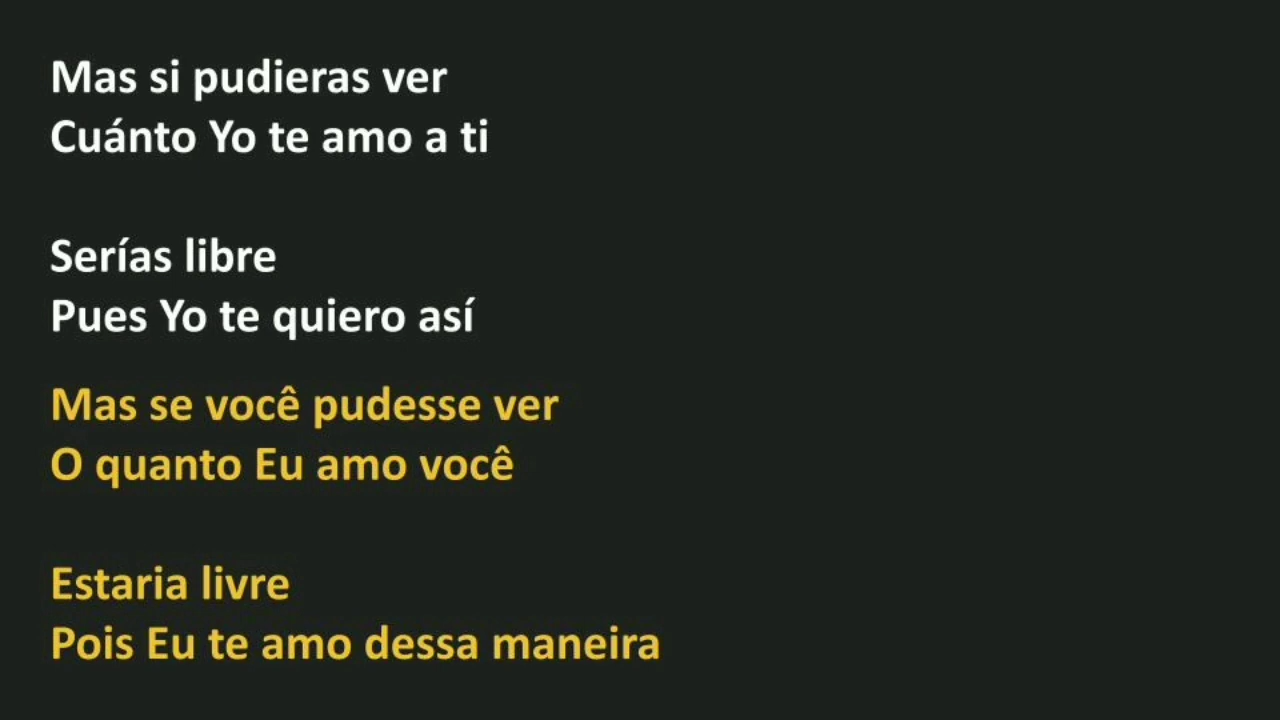 Mas si pudieras ver
Cuánto Yo te amo a ti
Serías libre
Pues Yo te quiero así
Mas se você pudesse ver
O quanto Eu amo você
Estaria livre
Pois Eu te amo dessa maneira